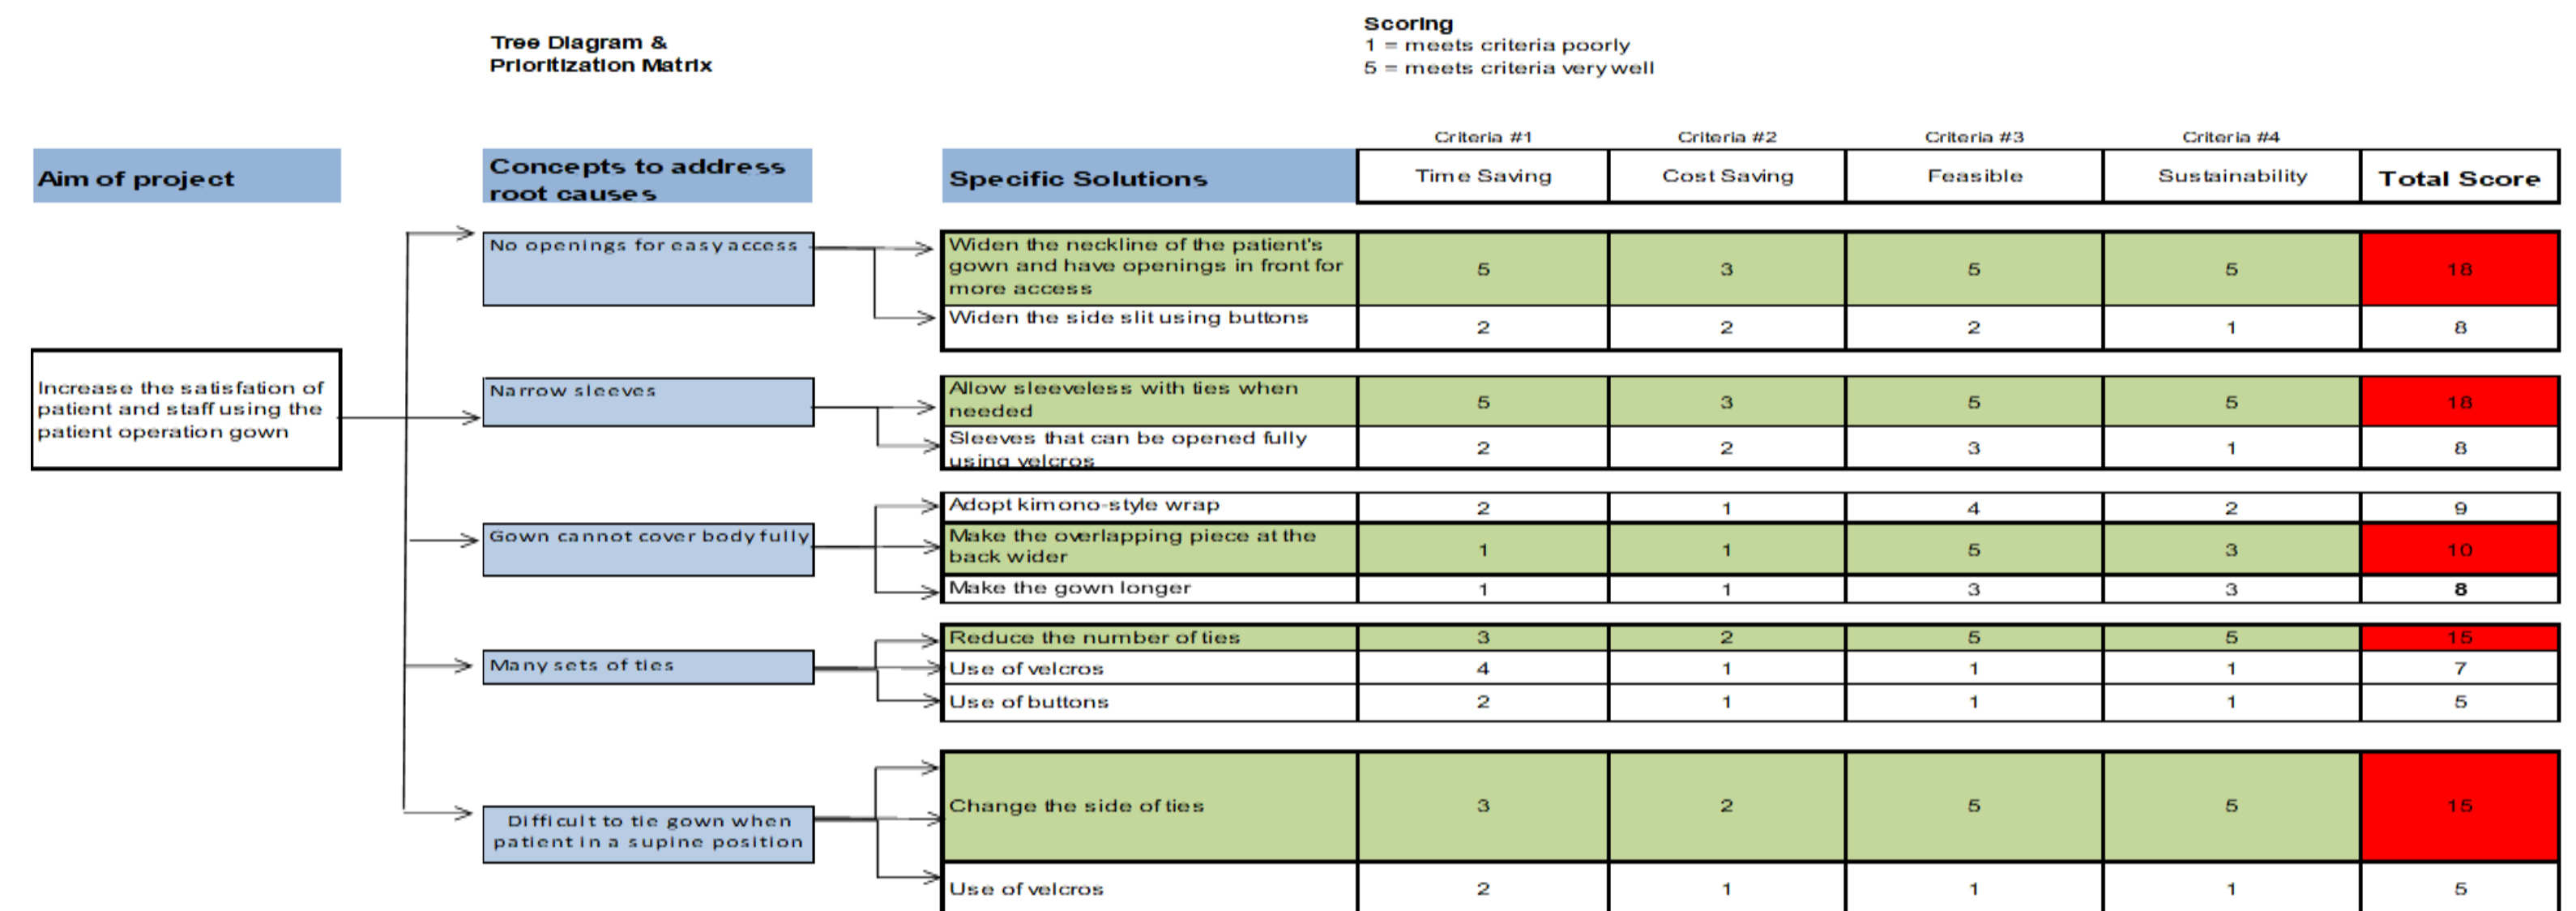 Tree Diagram &
Prioritization Matrix
Scoring
1 = meets criteria poorly
5 = meets criteria very well
Criteria #1
Criteria #2
Criteria #3
Criteria #4
Aim of project
Concepts to address
root causes
Specific Solutions
Time Saving
Cost Saving
Feasible
Sustainability
Total Score
Increase the satisfation of
patient and staff using the
patient operation gown
No openings for easy access
Widen the neckline of the patient's
gown and have openings in front for
more access
5 3 5 5 18
Widen the side slit using buttons
2 2 2 1 8
Narrow sleeves
Allow sleeveless with ties when
needed
5 3 5 5 18
Sleeves that can be opened fully
using velcros
2 2 3 1 8
Gown cannot cover body fully
Adopt kimono-style wrap
2 1 4 2 9
Make the overlapping piece at the
back wider
1 1 5 3 10
Make the gown longer
1 1 3 3 8
Many sets of ties
Reduce the number of ties
3 2 5 5 15
Use of velcros
4 1 1 1 7
Use of buttons
2 1 1 1 5
Difficult to tie gown when
patient in a supine position
Change the side of ties
3 2 5 5 15
Use of velcros
2 1 1 1 5